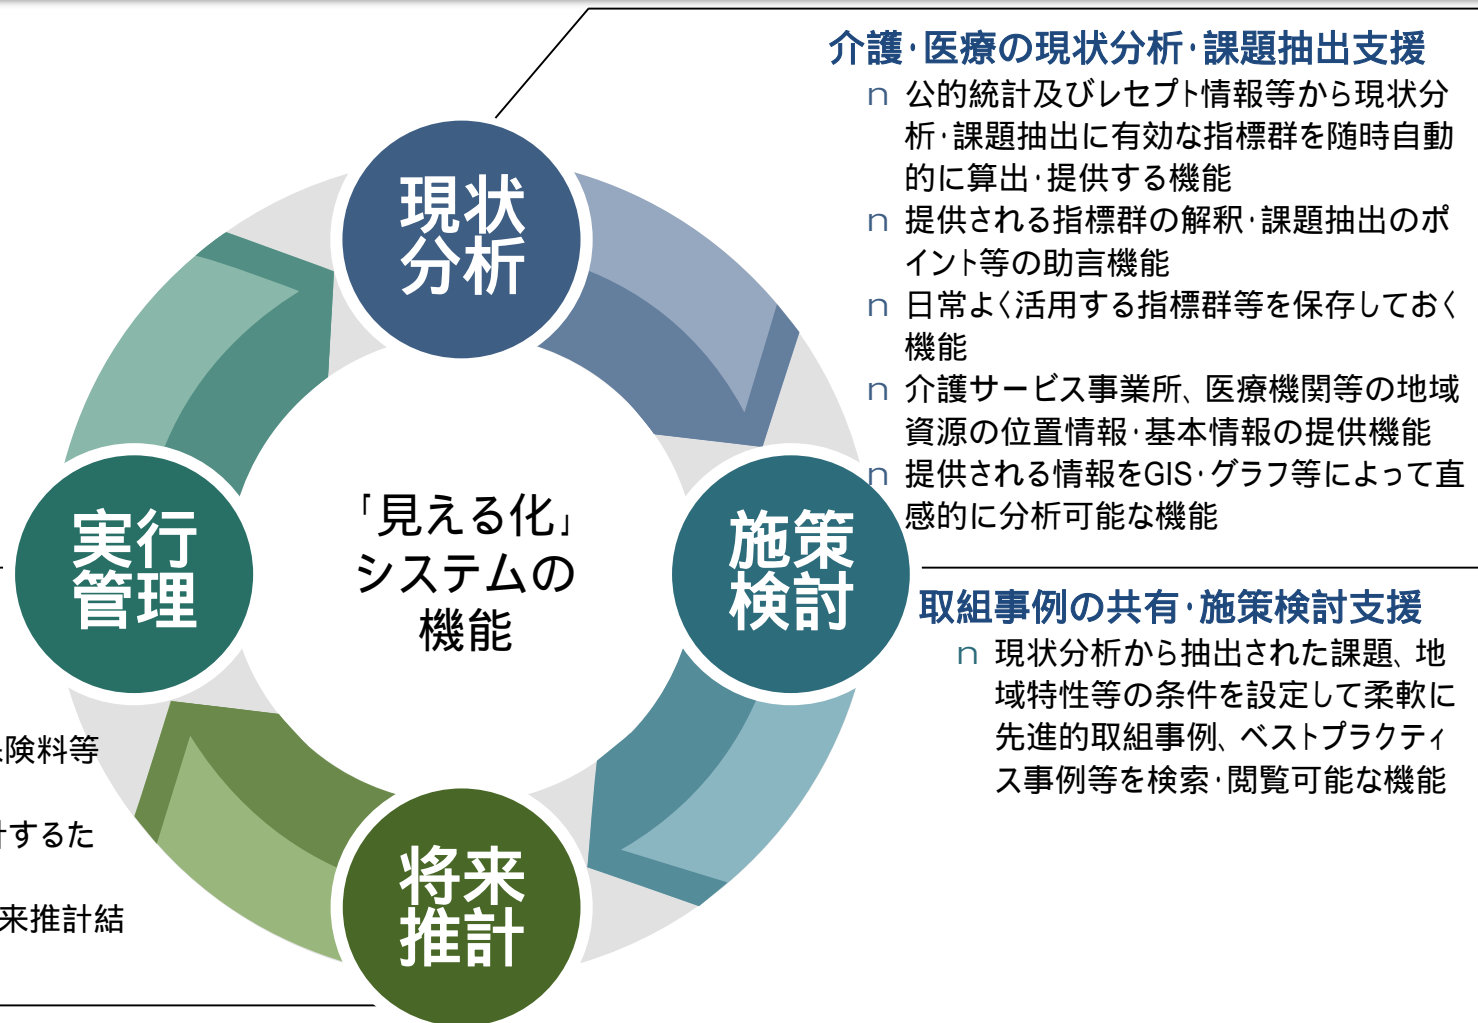 介護・医療の現状分析・課題抽出支援
n 公的統計及びレセプト情報等から現状分
析・課題抽出に有効な指標群を随時自動
的に算出・提供する機能
n 提供される指標群の解釈・課題抽出のポ
イント等の助言機能
n 日常よく活用する指標群等を保存しておく
機能
n 介護サービス事業所、医療機関等の地域
資源の位置情報・基本情報の提供機能
n 提供される情報をGIS・グラフ等によって直
感的に分析可能な機能
現状
分析
実行
管理
「見える化」
システムの
機能
施策
検討
取組事例の共有・施策検討支援
n 現状分析から抽出された課題、地
域特性等の条件を設定して柔軟に
先進的取組事例、ベストプラクティ
ス事例等を検索・閲覧可能な機能
険料等
するた
来推計結
将来
推計